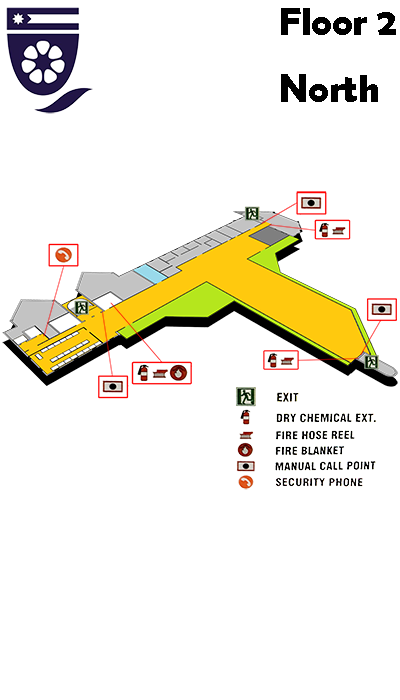 Floor 2
North
EXIT
DRY CHEMICAL EXT.
FIRE HOSE REEL
FIRE BLANKET
MANUAL CALL POINT
SECURITY PHONE